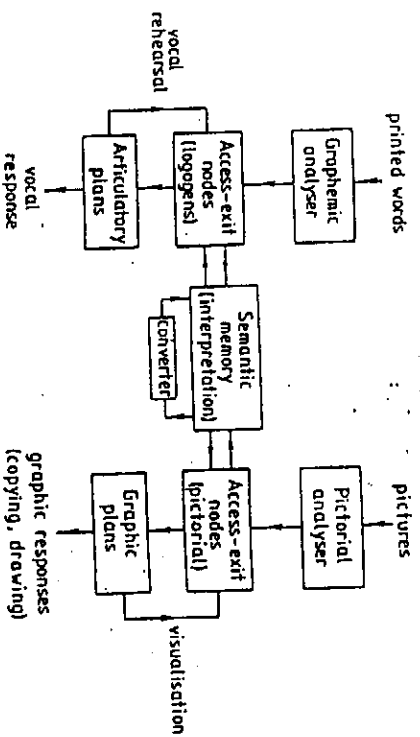 printed words
Graphemic
analyser
Access-exit
nodes
(logogens)
vocal
rehearsal
Articulatory
plans
vocal
response
Semantic
memory
(interpretation)
converter
pictures
Pictorial
analyser
Access-exit
nodes
(pictorial)
Graphic
plans
visualisation
graphic responses
(copying, drawing)